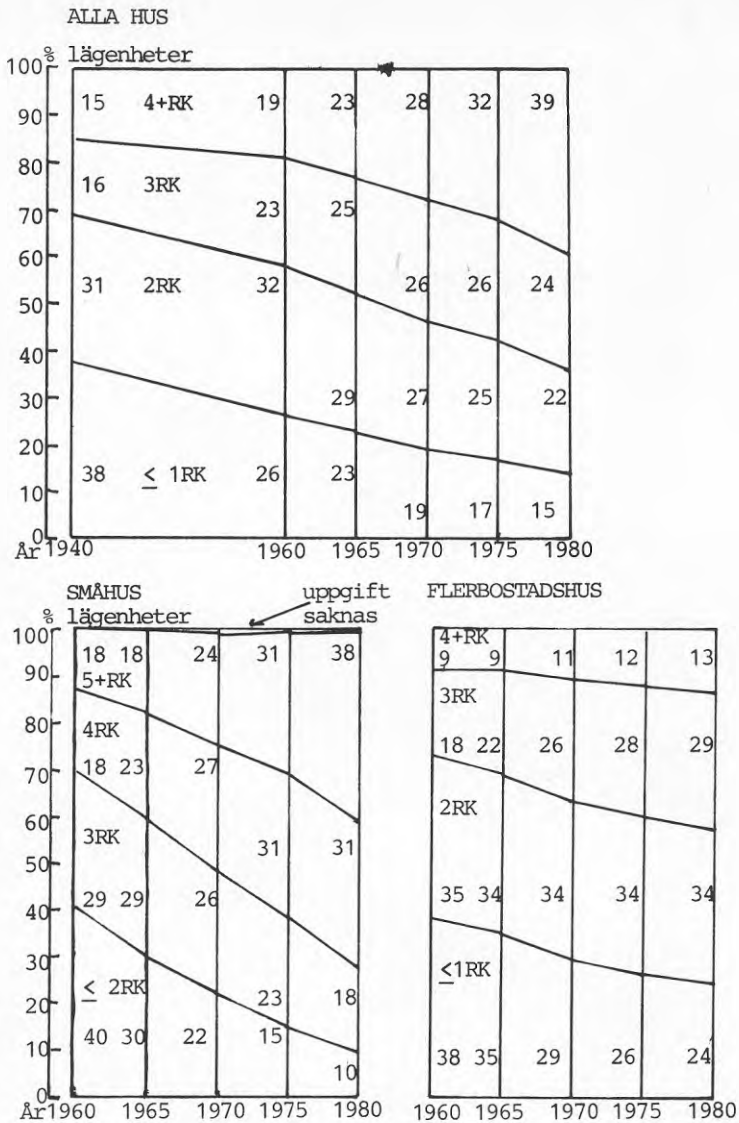 ALLA HUS
% lägenheter
100
90
80
70
60
50
40
30
20
10
0
15 4+RK 19 23 28 32 39
16 3RK 23 25
31 2RK 32 26 26 24
29 27 25 22
38 ≤ 1RK 26 23
19 17 15
År 1940 1960 1965 1970 1975 1980
SMÅHUS
% lägenheter
uppgift
saknas
100
90
80
70
60
50
40
30
20
10
0
18 18 24 31 38
5+RK
4RK
18 23 27
3RK
31 31
29 29 26
≤ 2RK 23 18
40 30 22 15
10
År 1960 1965 1970 1975 1980
FLERBOSTADSHUS
4+RK
9 9 11 12 13
3RK
18 22 26 28 29
2RK
35 34 34 34 34
≤1RK
38 35 29 26 24
1960 1965 1970 1975 1980